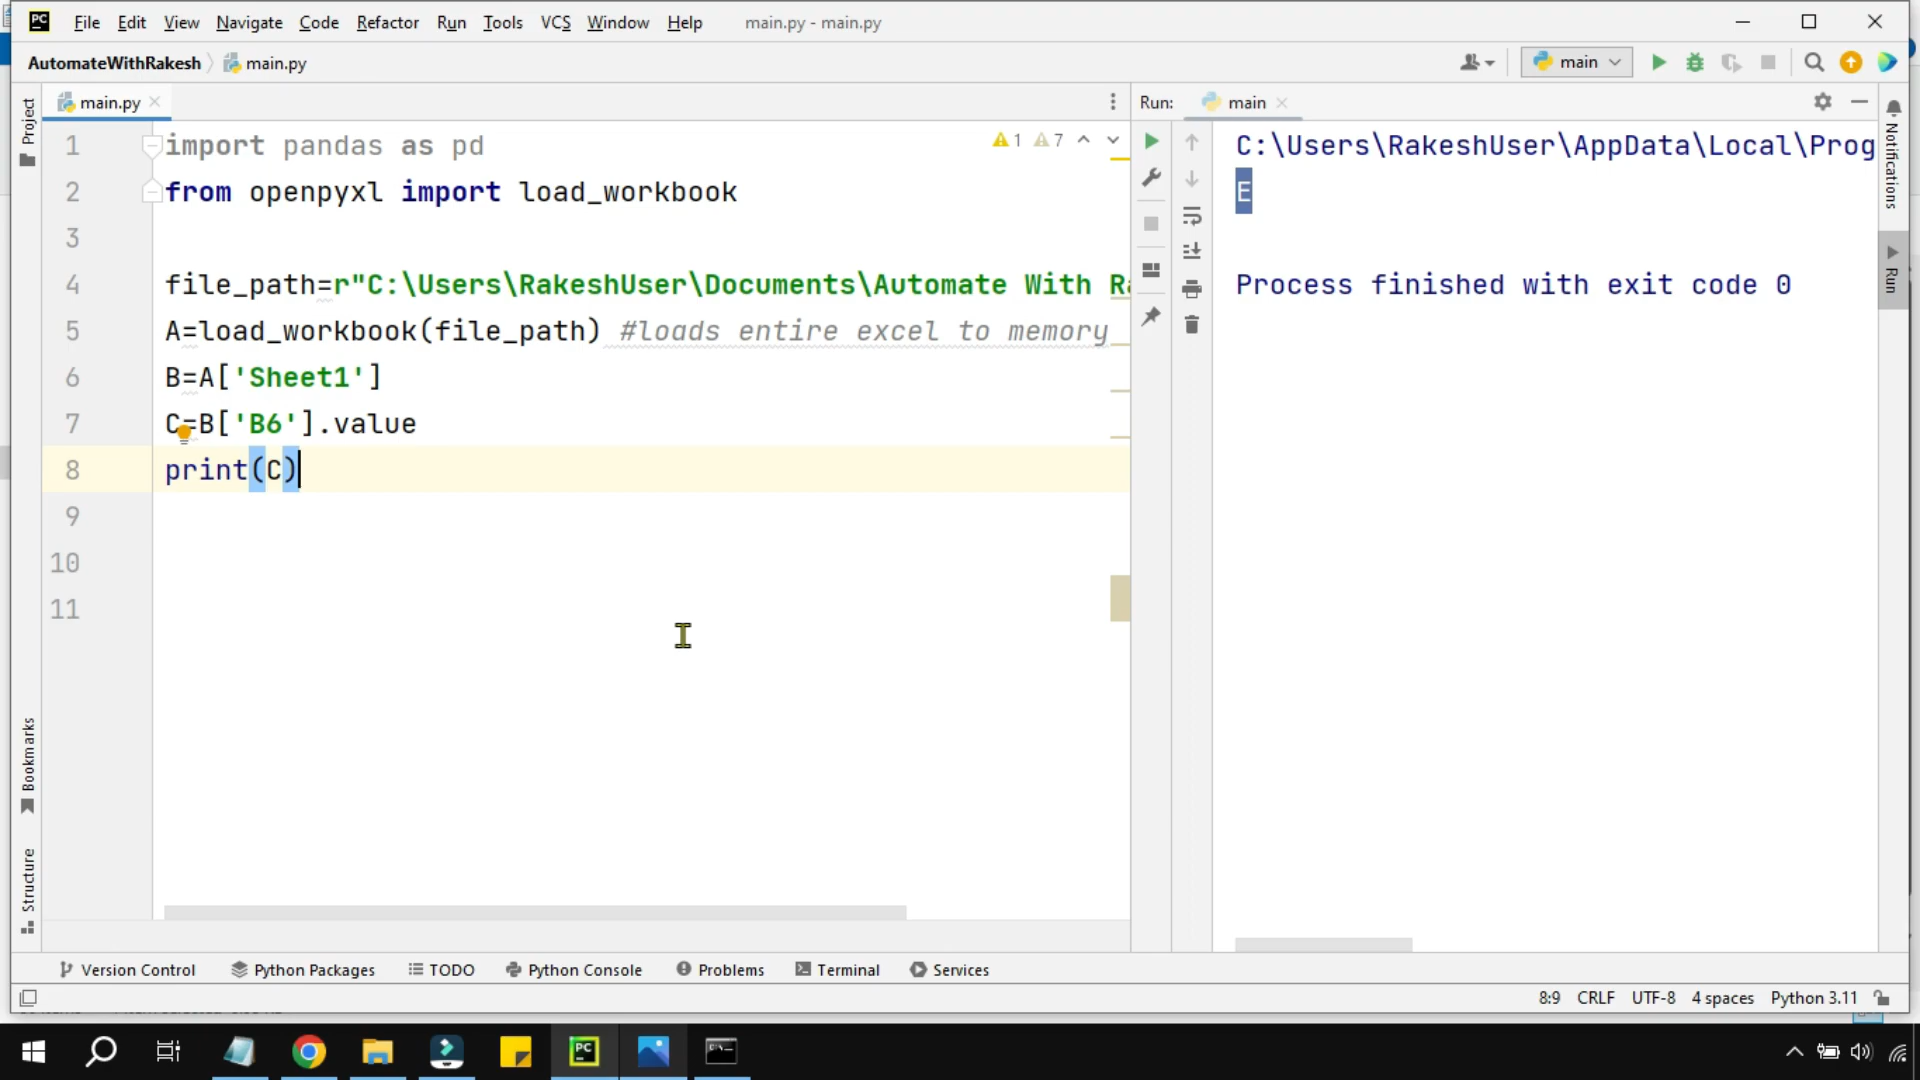 PC File Edit View Navigate Code Refactor Run Tools VCS Window Help main.py - main.py
AutomateWithRakesh main.py main
main.py Run: main
Project
Notifications
Run
Bookmarks
Structure
1 import pandas as pd
2 from openpyxl import load_workbook
3
4 file_path=r"C:\Users\RakeshUser\Documents\Automate With R
5 A=load_workbook(file_path) #loads entire excel to memory
6 B=A['Sheet1']
7 C=B['B6'].value
8 print(C)
9
10
11
1 7
C:\Users\RakeshUser\AppData\Local\Prog
E
Process finished with exit code 0
Version Control Python Packages TODO Python Console Problems Terminal Services
8:9 CRLF UTF-8 4 spaces Python 3.11
PC